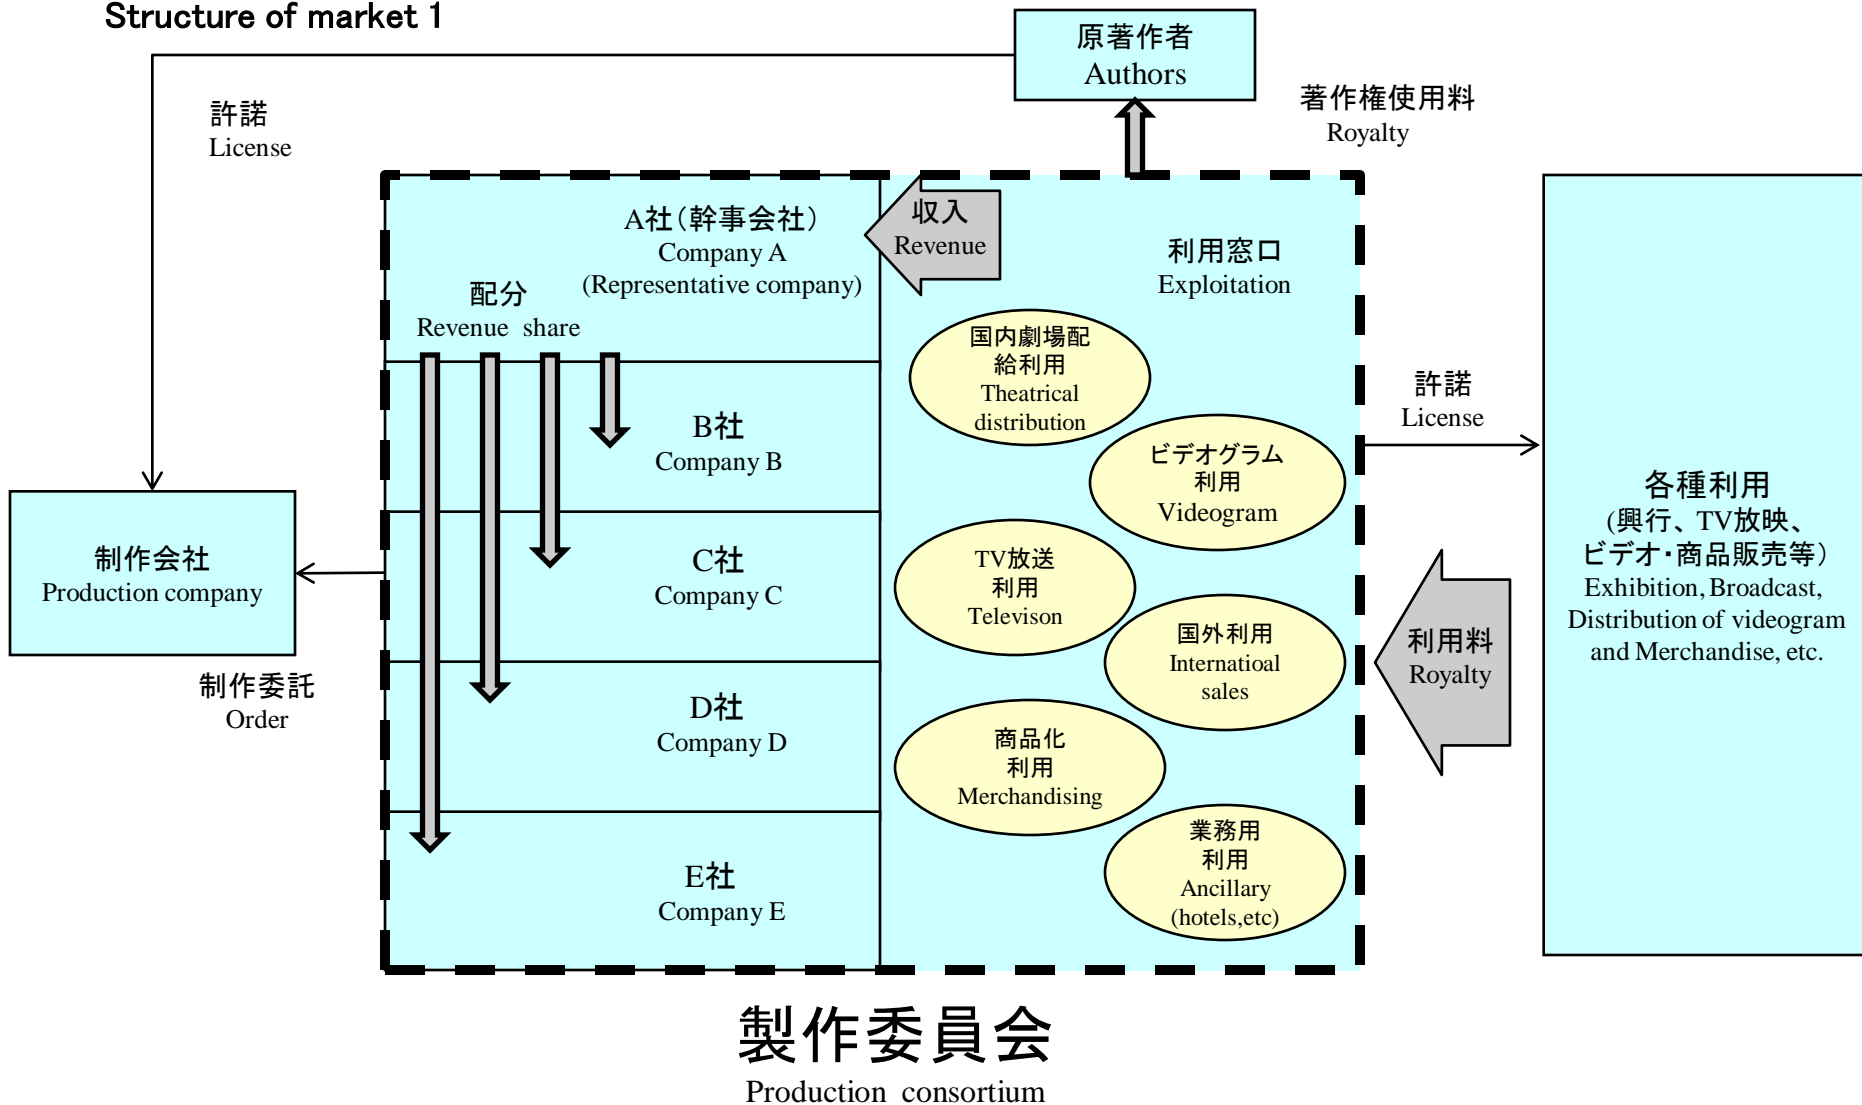 Structure of market 1
原著作者
Authors
許諾
License
著作権使用料
Royalty
A社（幹事会社）
Company A
(Representative company)
収入
Revenue
利用窓口
Exploitation
配分
Revenue share
国内劇場配
給利用
Theatrical
distribution
B社
Company B
ビデオグラム
利用
Videogram
許諾
License
制作会社
Production company
C社
Company C
TV放送
利用
Televison
各種利用
(興行、TV放映、
ビデオ・商品販売等）
Exhibition, Broadcast,
Distribution of videogram
and Merchandise, etc.
国外利用
Internatioal
sales
利用料
Royalty
制作委託
Order
D社
Company D
商品化
利用
Merchandising
E社
Company E
業務用
利用
Ancillary
(hotels,etc)
製作委員会
Production consortium